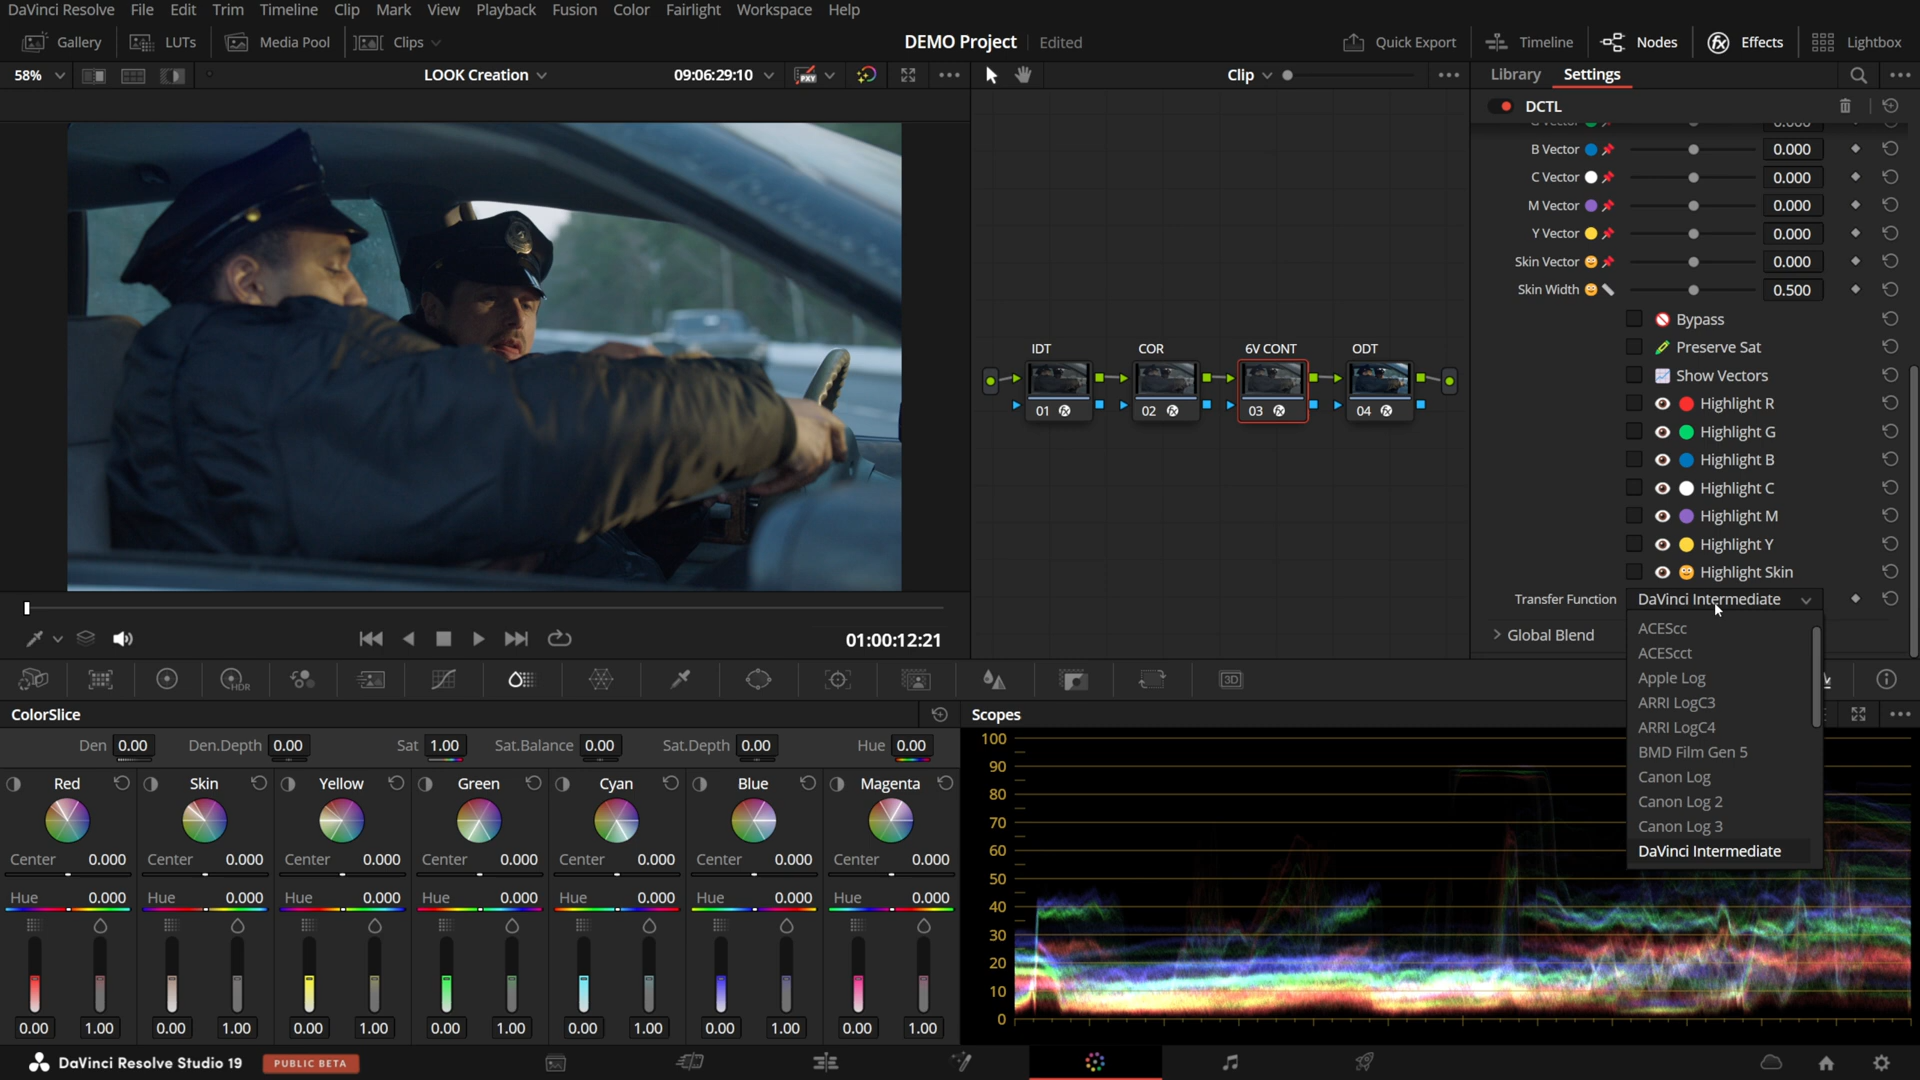 DaVinci Resolve File Edit Trim Timeline Clip Mark View Playback Fusion Color Fairlight Workspace Help
Gallery LUTs Media Pool Clips DEMO Project Edited Quick Export Timeline Nodes Effects Lightbox
58% LOOK Creation 09:06:29:10 PXY Clip Library Settings
DCTL
B Vector 0.000
C Vector 0.000
M Vector 0.000
Y Vector 0.000
Skin Vector 0.000
Skin Width 0.500
Bypass
Preserve Sat
Show Vectors
Highlight R
Highlight G
Highlight B
Highlight C
Highlight M
Highlight Y
Highlight Skin
Transfer Function DaVinci Intermediate
Global Blend
ACEScc
ACEScct
Apple Log
ARRI LogC3
ARRI LogC4
BMD Film Gen 5
Canon Log
Canon Log 2
Canon Log 3
DaVinci Intermediate
IDT COR 6V CONT ODT
01 02 03 04
01:00:12:21
HDR 3D
ColorSlice
Den 0.00 Den.Depth 0.00 Sat 1.00 Sat.Balance 0.00 Sat.Depth 0.00 Hue 0.00
Red Skin Yellow Green Cyan Blue Magenta
Center 0.000 Center 0.000 Center 0.000 Center 0.000 Center 0.000 Center 0.000 Center 0.000
Hue 0.000 Hue 0.000 Hue 0.000 Hue 0.000 Hue 0.000 Hue 0.000 Hue 0.000
0.00 1.00 0.00 1.00 0.00 1.00 0.00 1.00 0.00 1.00 0.00 1.00 0.00 1.00
Scopes
100
90
80
70
60
50
40
30
20
10
0
DaVinci Resolve Studio 19 PUBLIC BETA